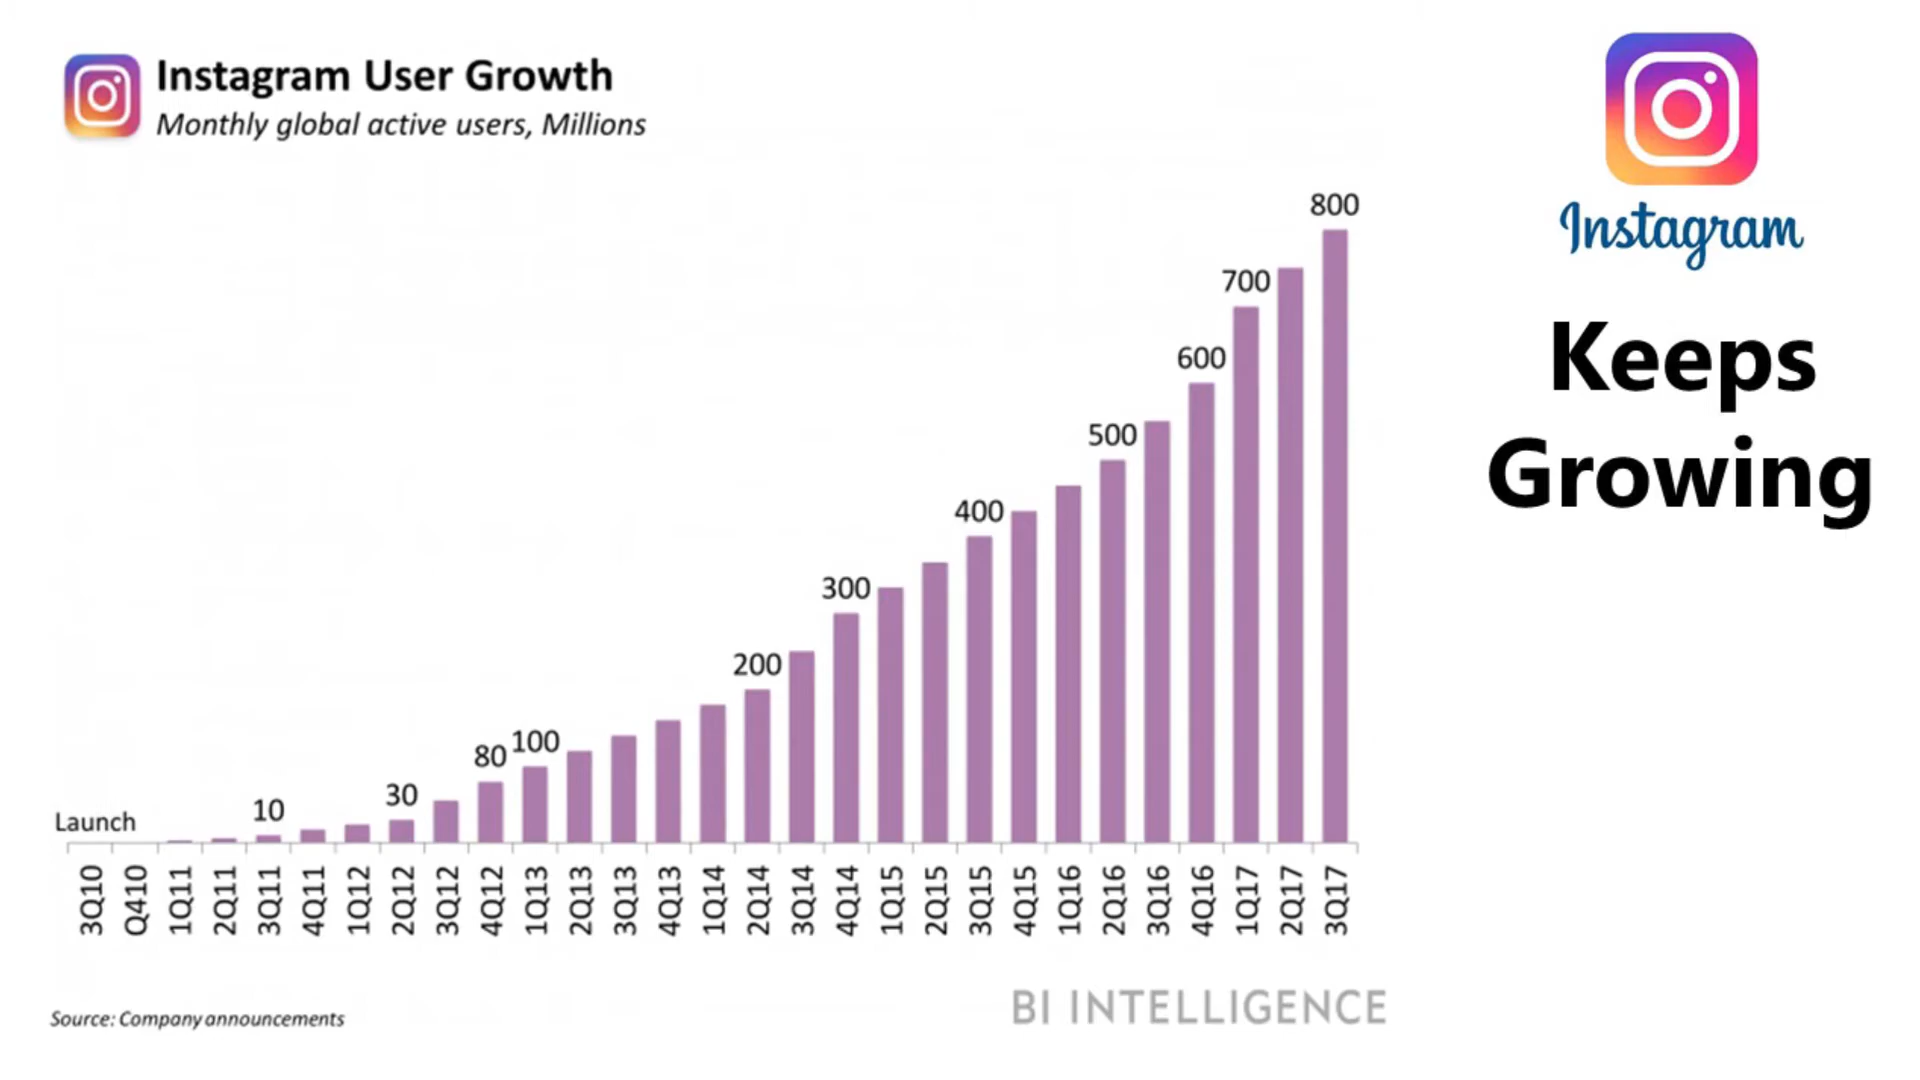 Instagram User Growth
Monthly global active users, Millions
Instagram
Keeps
Growing
800
700
600
500
400
300
200
100
80
30
10
Launch
3Q10 Q410 1Q11 2Q11 3Q11 4Q11 1Q12 2Q12 3Q12 4Q12 1Q13 2Q13 3Q13 4Q13 1Q14 2Q14 3Q14 4Q14 1Q15 2Q15 3Q15 4Q15 1Q16 2Q16 3Q16 4Q16 1Q17 2Q17 3Q17
BI INTELLIGENCE
Source: Company announcements